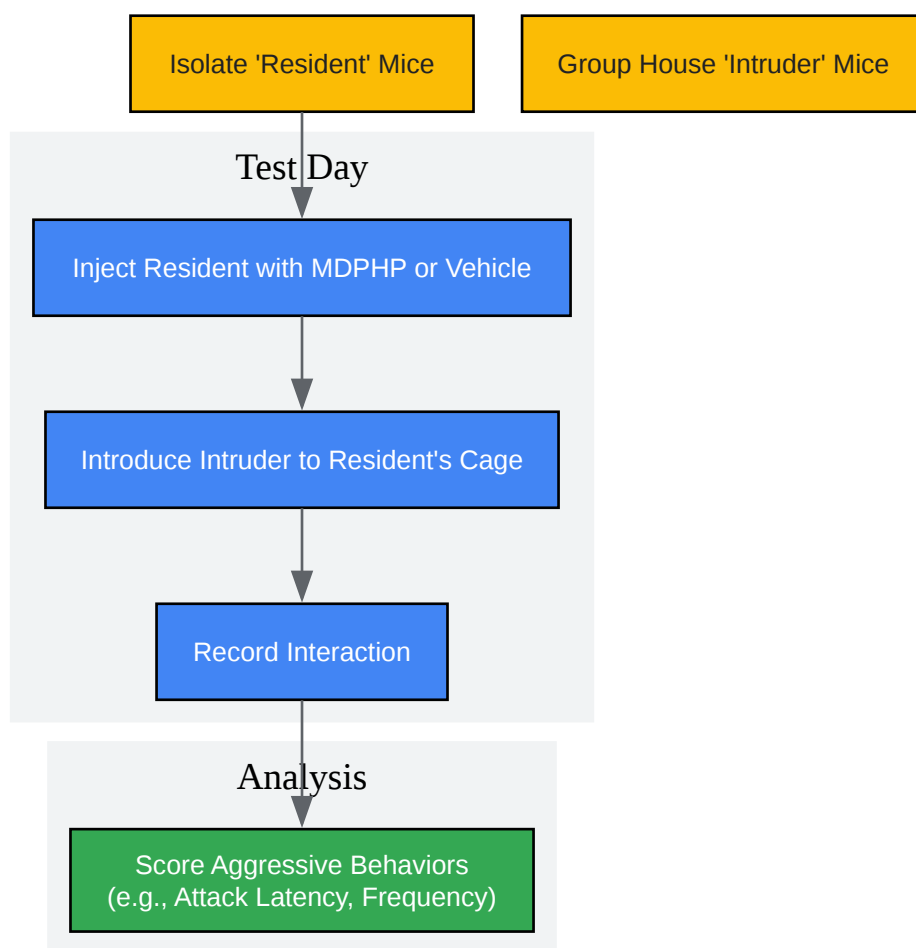 Isolate 'Resident' Mice
Group House 'Intruder' Mice
Test Day
Inject Resident with MDPHP or Vehicle
Introduce Intruder to Resident's Cage
Record Interaction
Analysis
Score Aggressive Behaviors
(e.g., Attack Latency, Frequency)